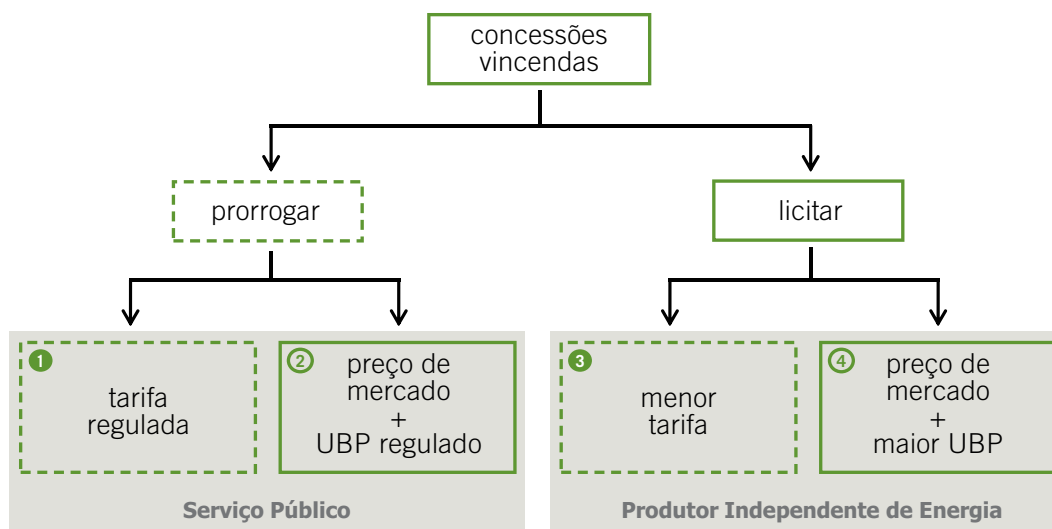 concessões
vincendas
prorrogar
licitar
1
tarifa
regulada
2
preço de
mercado
+
UBP regulado
3
menor
tarifa
4
preço de
mercado
+
maior UBP
Serviço Público
Produtor Independente de Energia